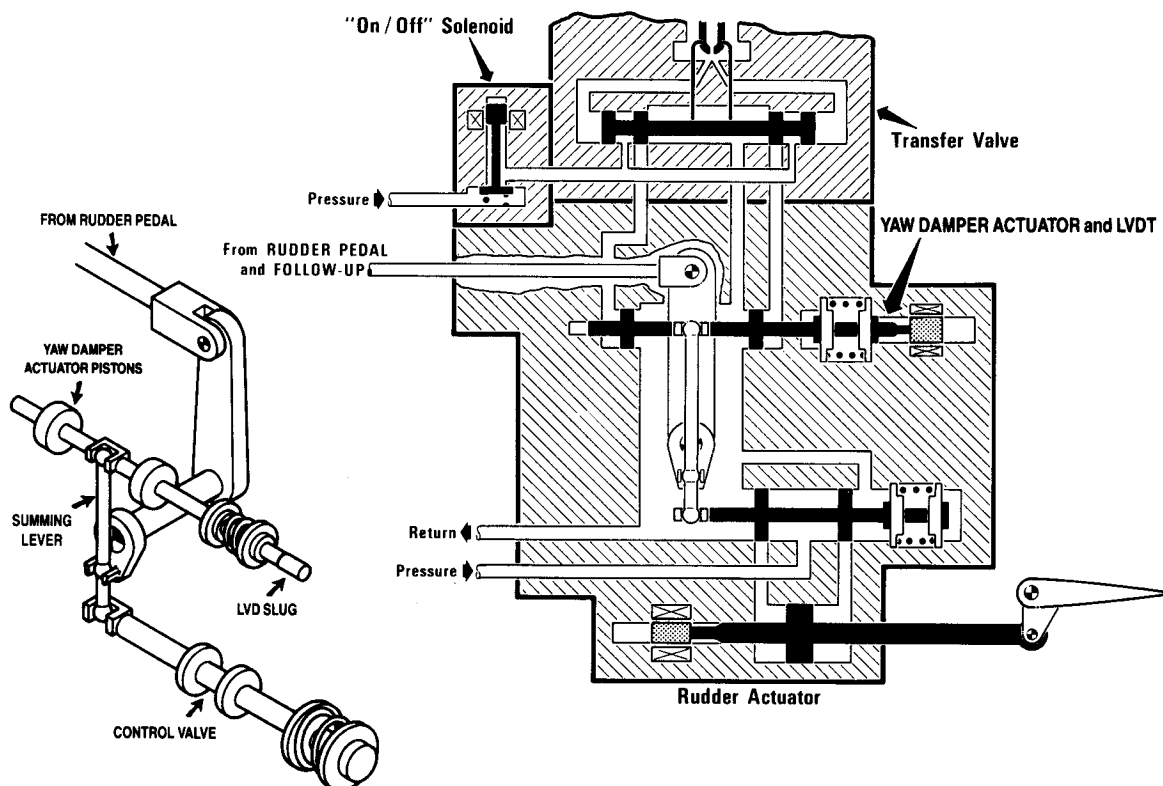 "On / Off" Solenoid
Transfer Valve
Pressure
YAW DAMPER ACTUATOR and LVDT
From RUDDER PEDAL
and FOLLOW-UP
FROM RUDDER PEDAL
YAW DAMPER
ACTUATOR PISTONS
SUMMING
LEVER
LVD SLUG
CONTROL VALVE
Return
Pressure
Rudder Actuator